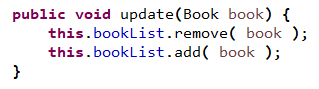 public void update(Book book) {
    this.bookList.remove( book );
    this.bookList.add( book );
}